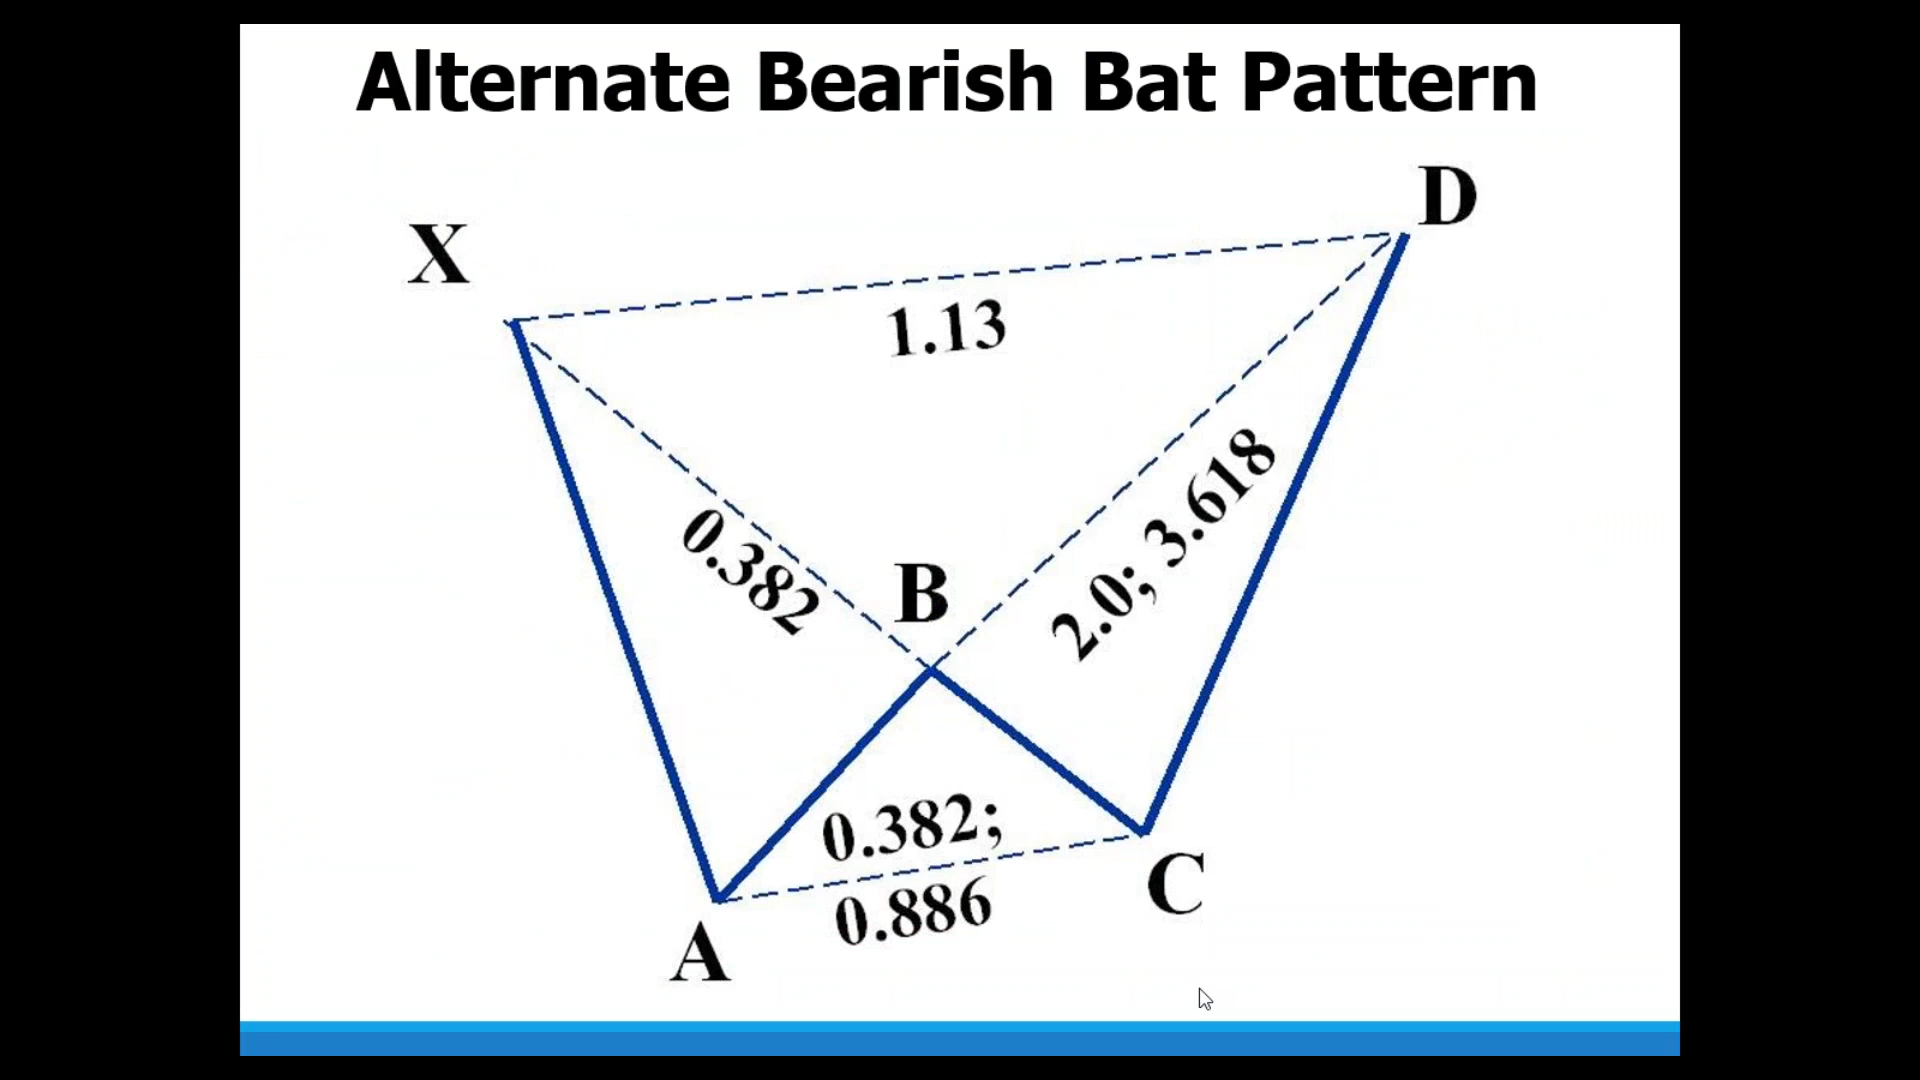 Alternate Bearish Bat Pattern
D
X
1.13
0.382
B
2.0; 3.618
0.382;
0.886
C
A